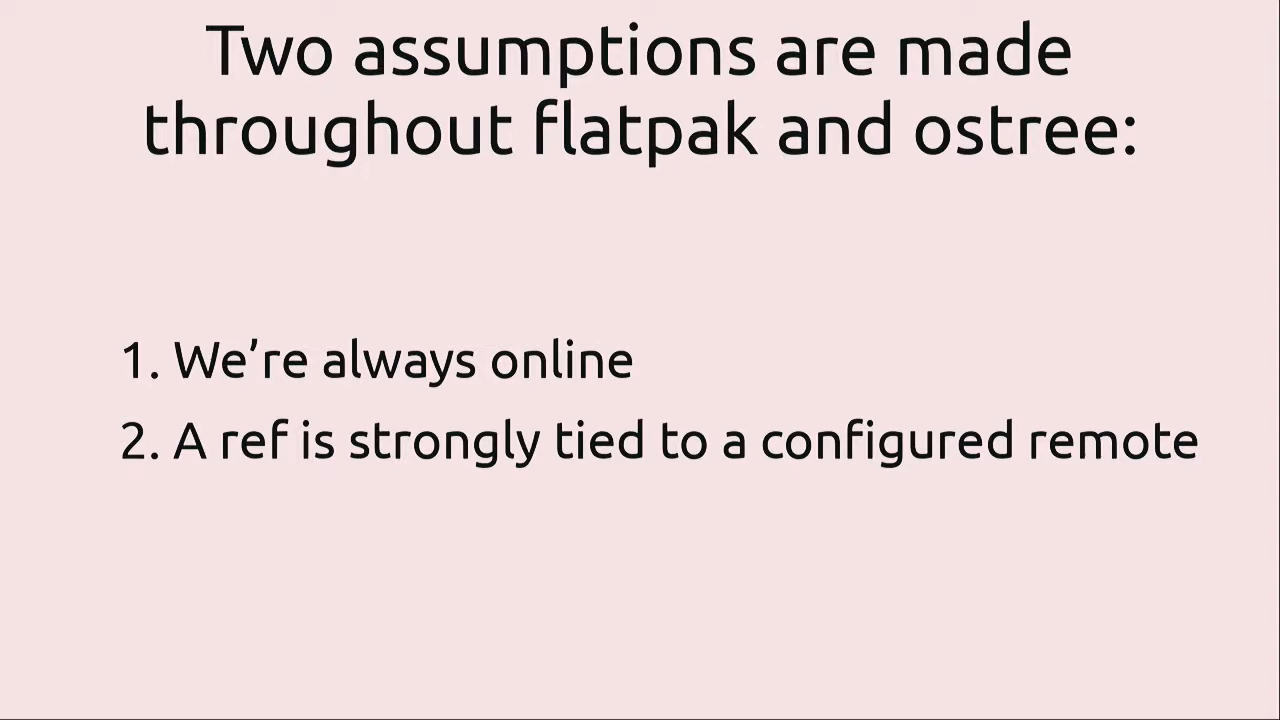 Two assumptions are made
throughout flatpak and ostree:
1. We’re always online
2. A ref is strongly tied to a configured remote